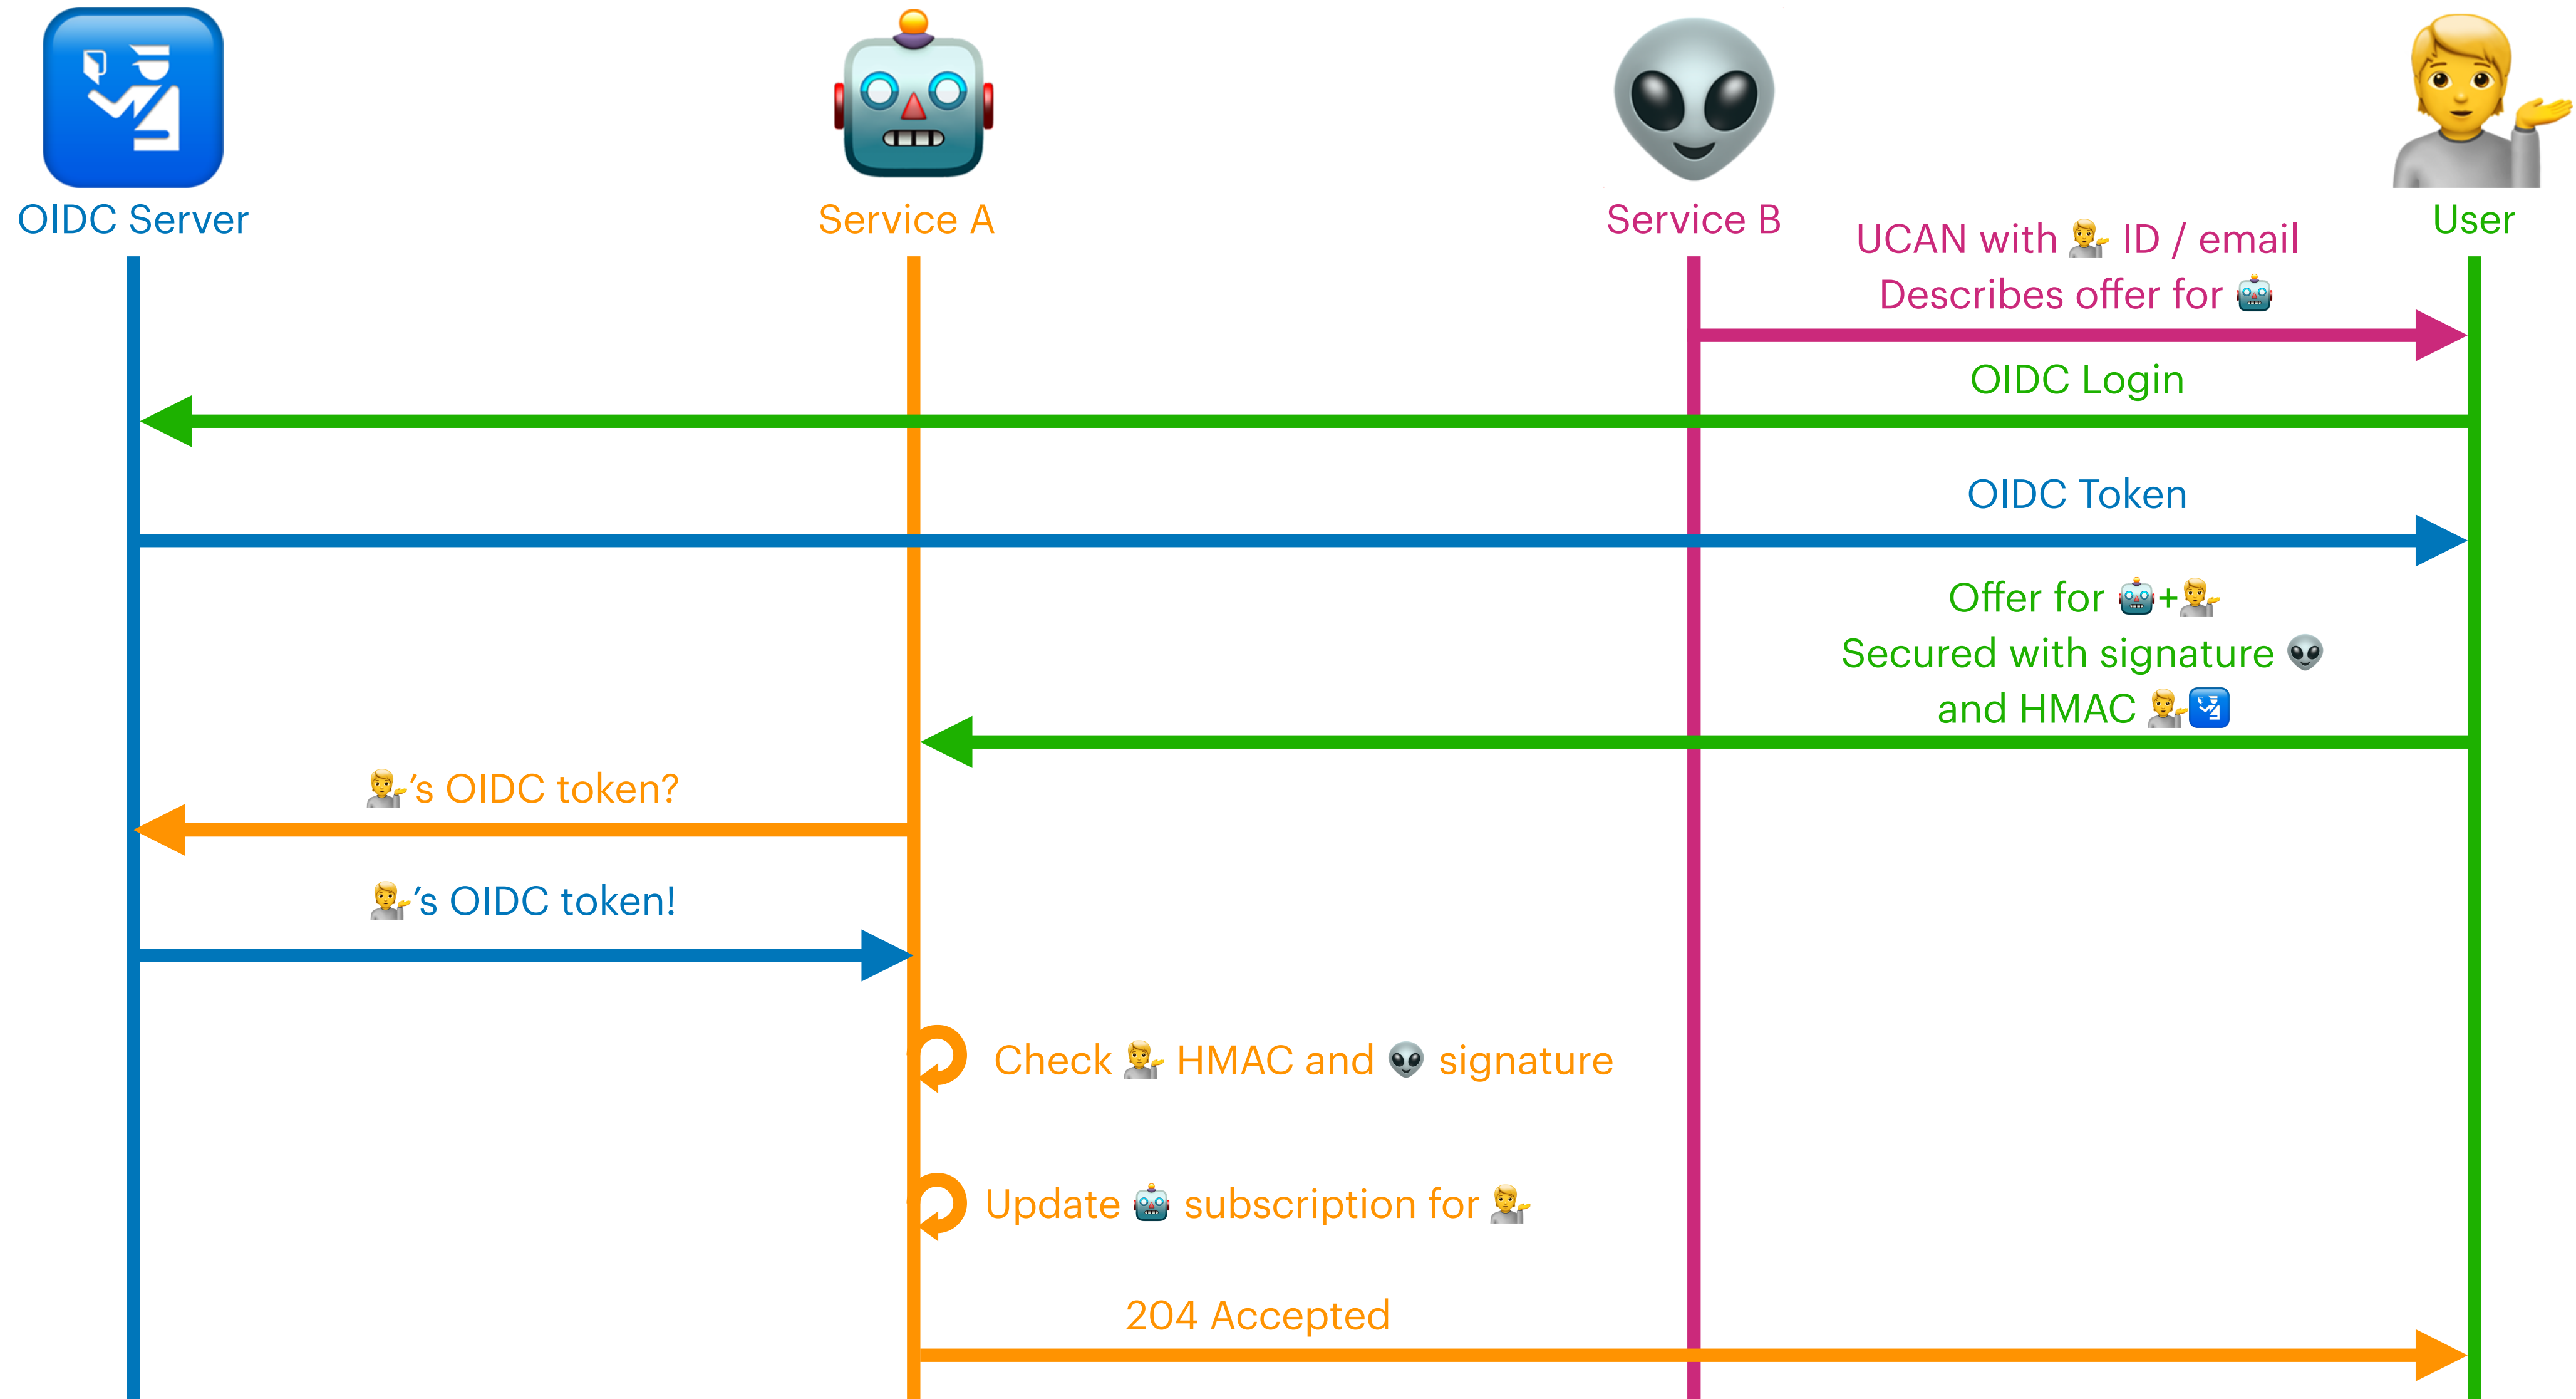 OIDC Server
Service A
Service B
User
UCAN with 💁 ID / email
Describes offer for 🤖
OIDC Login
OIDC Token
Offer for 🤖+💁
Secured with signature 👽
and HMAC 💁🛂
💁’s OIDC token?
💁’s OIDC token!
Check 💁 HMAC and 👽 signature
Update 🤖 subscription for 💁
204 Accepted